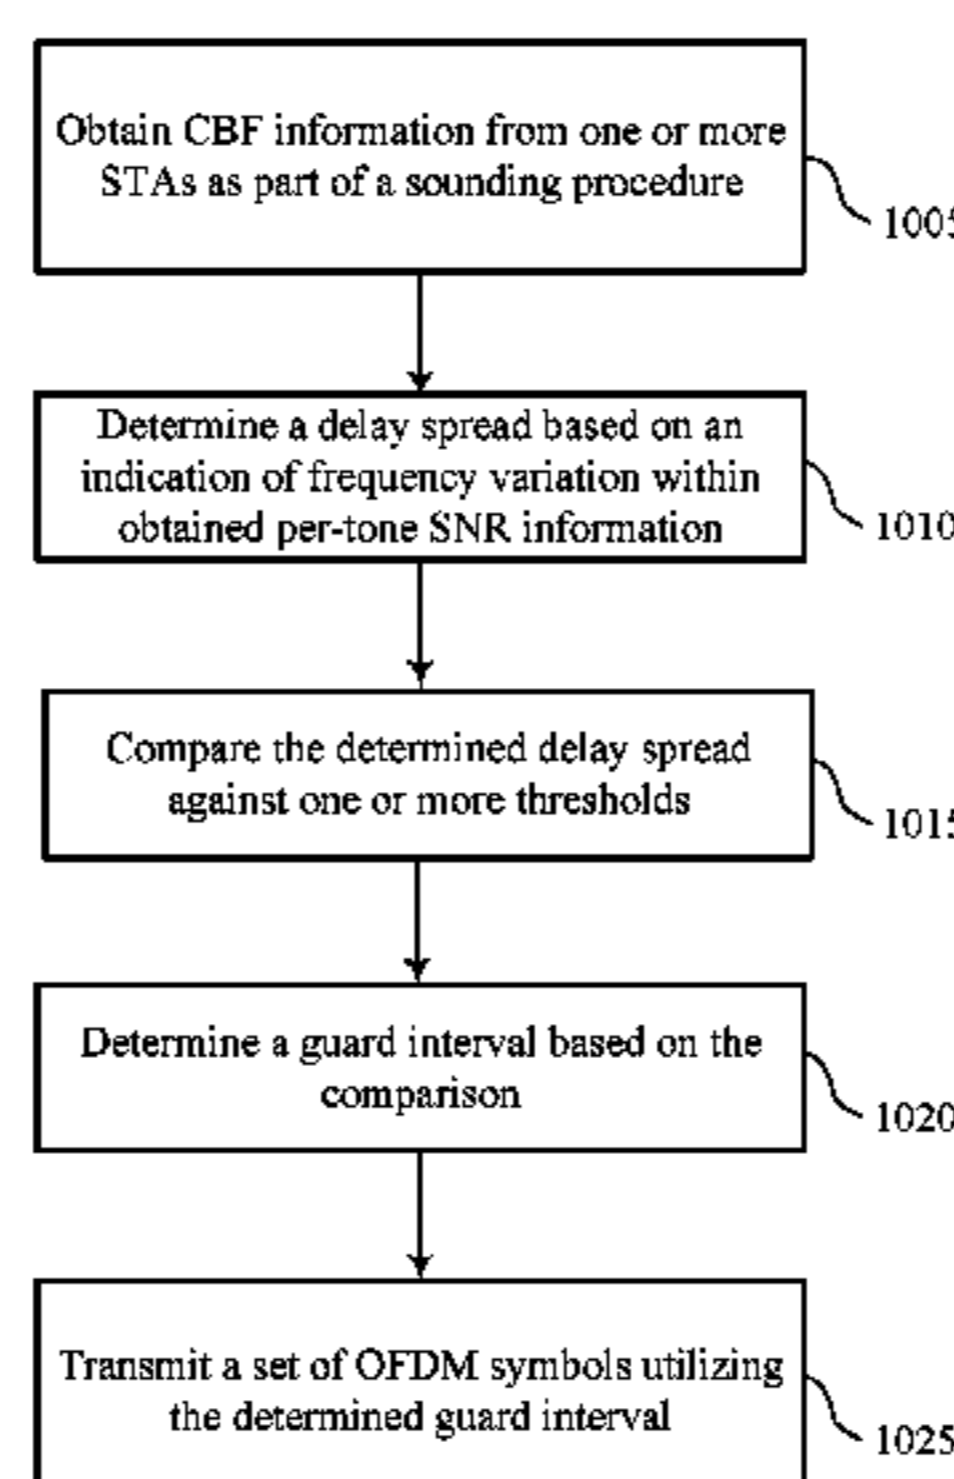 Obtain CBF information from one or more
STAs as part of a sounding procedure
1005
Determine a delay spread based on an
indication of frequency variation within
obtained per-tone SNR information
1010
Compare the determined delay spread
against one or more thresholds
1015
Determine a guard interval based on the
comparison
1020
Transmit a set of OFDM symbols utilizing
the determined guard interval
1025